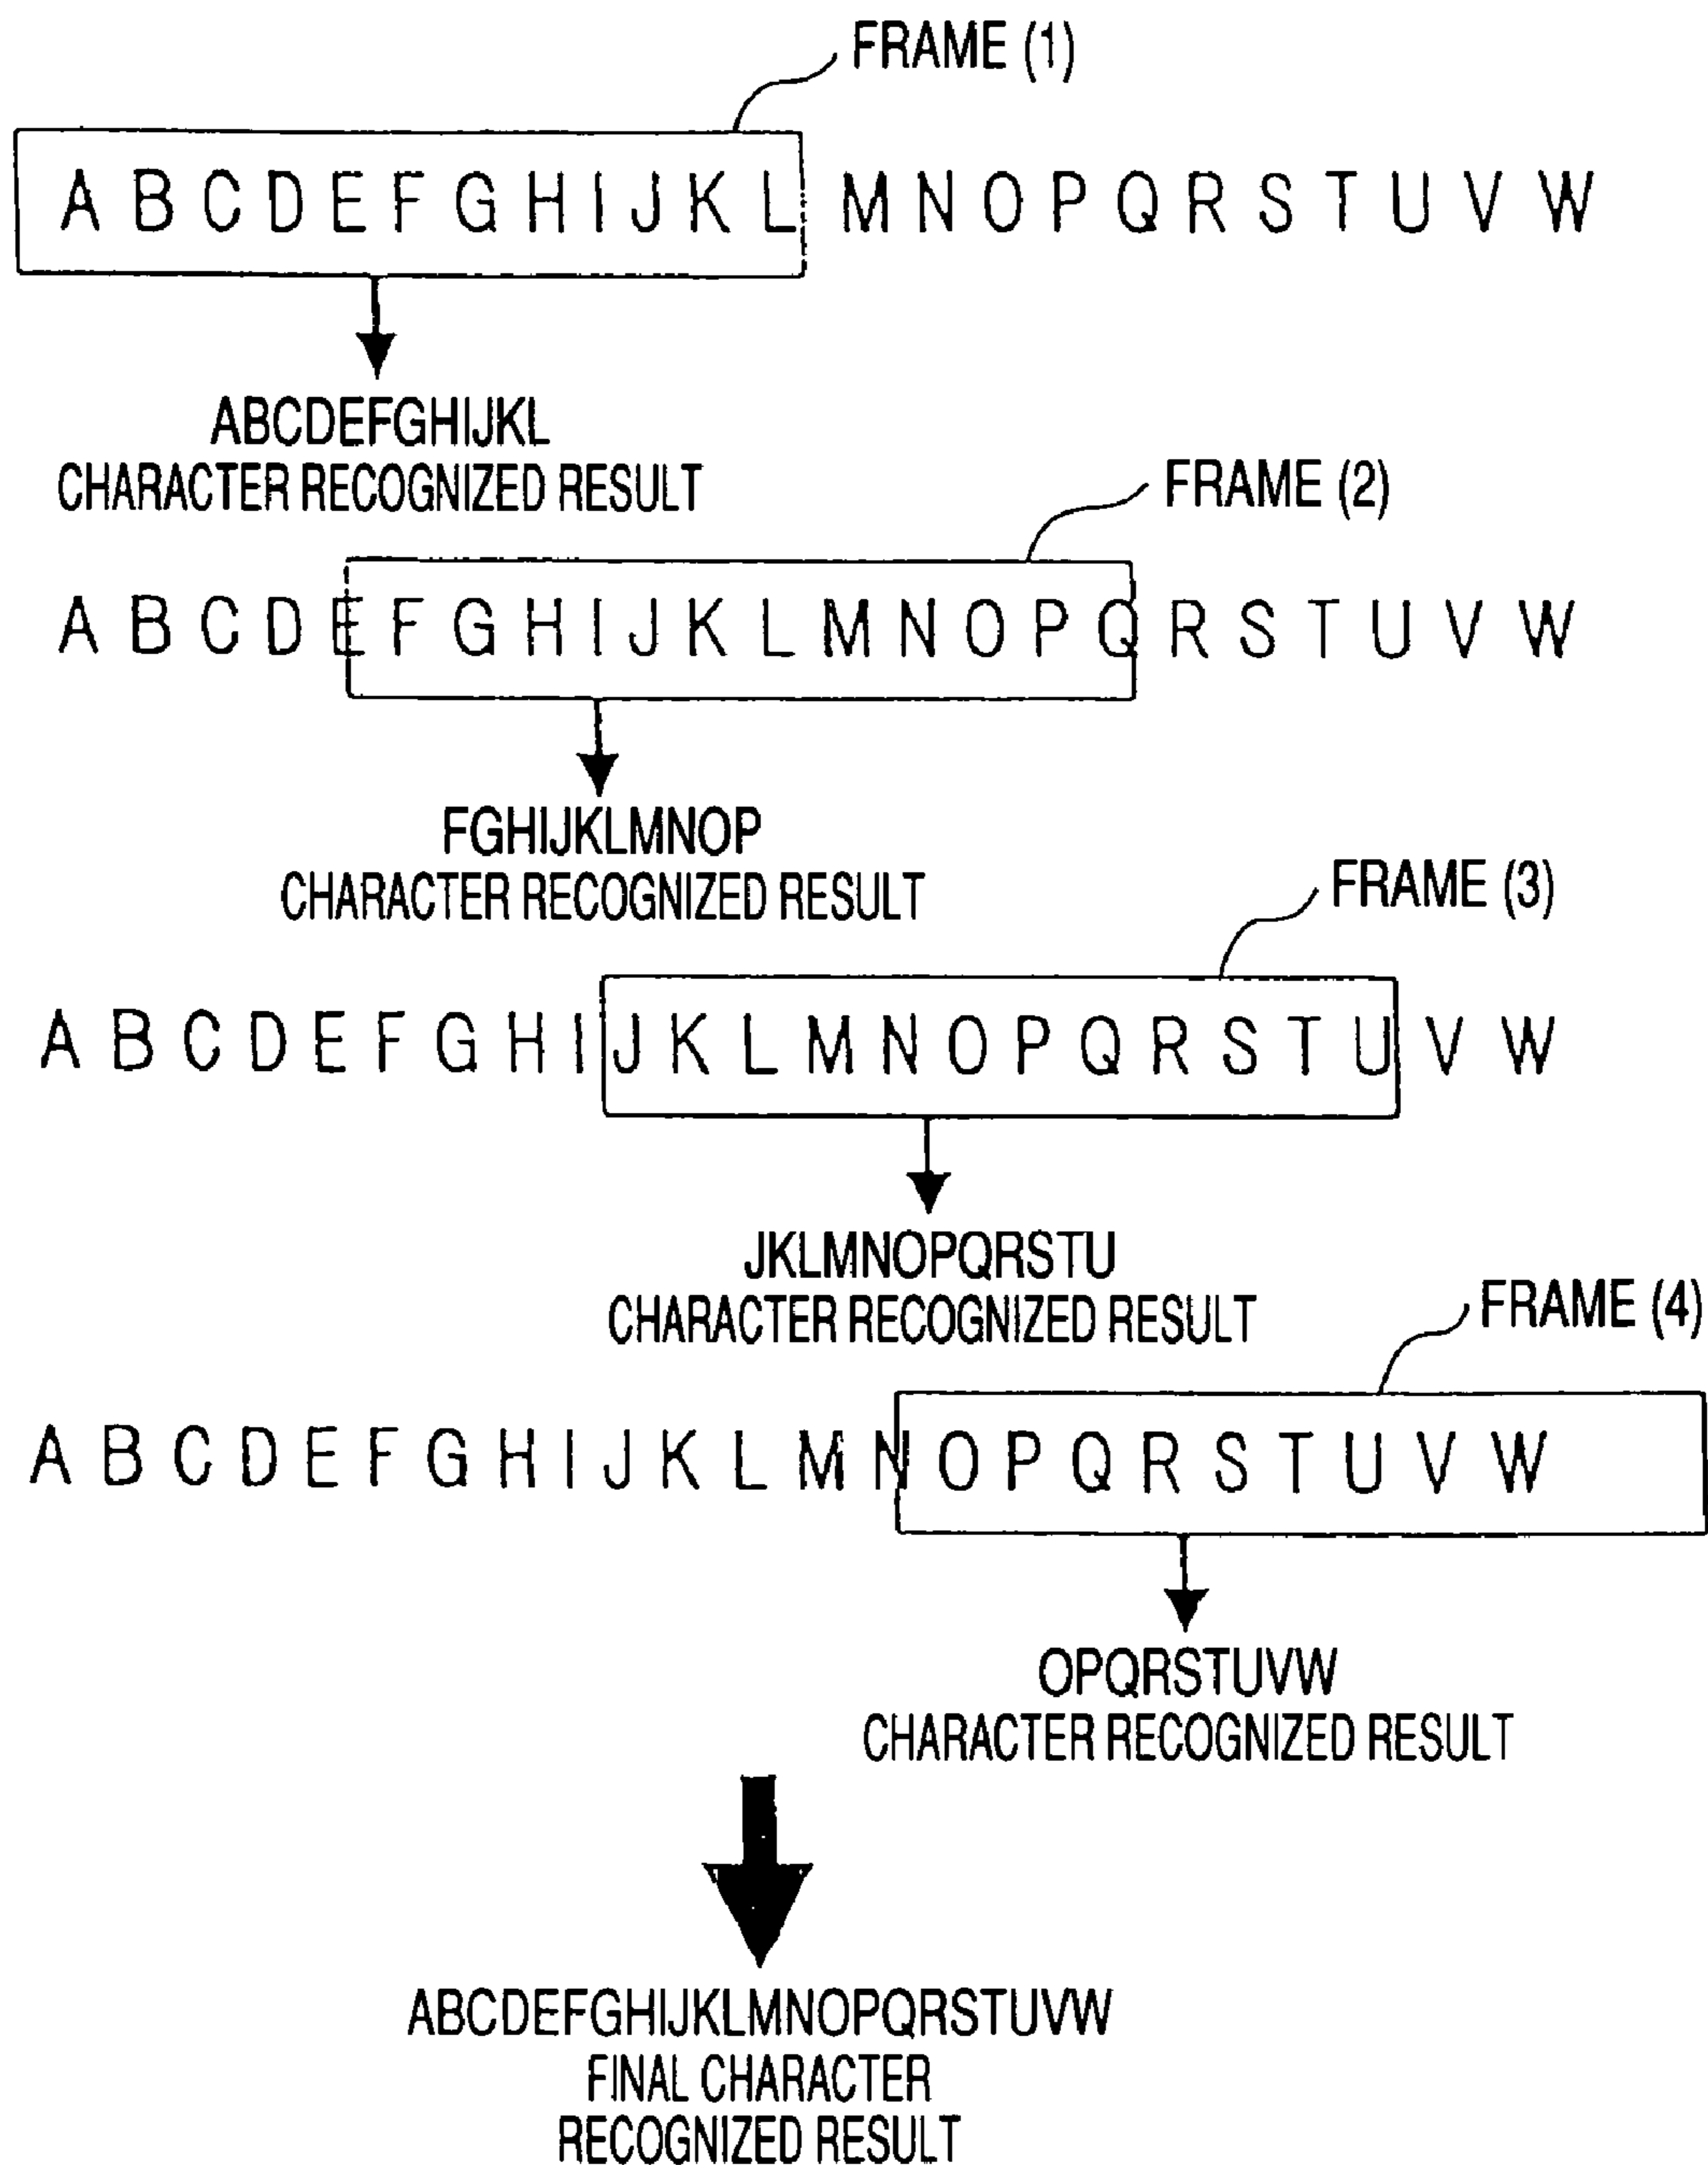 FRAME (1)
A B C D E F G H I J K L M N O P Q R S T U V W
ABCDEFGHIJKL
CHARACTER RECOGNIZED RESULT
FRAME (2)
A B C D E F G H I J K L M N O P Q R S T U V W
FGHIJKLMNOP
CHARACTER RECOGNIZED RESULT
FRAME (3)
A B C D E F G H I J K L M N O P Q R S T U V W
JKLMNOPQRSTU
CHARACTER RECOGNIZED RESULT
FRAME (4)
A B C D E F G H I J K L M N O P Q R S T U V W
OPQRSTUVW
CHARACTER RECOGNIZED RESULT
ABCDEFGHIJKLMNOPQRSTUVW
FINAL CHARACTER
RECOGNIZED RESULT